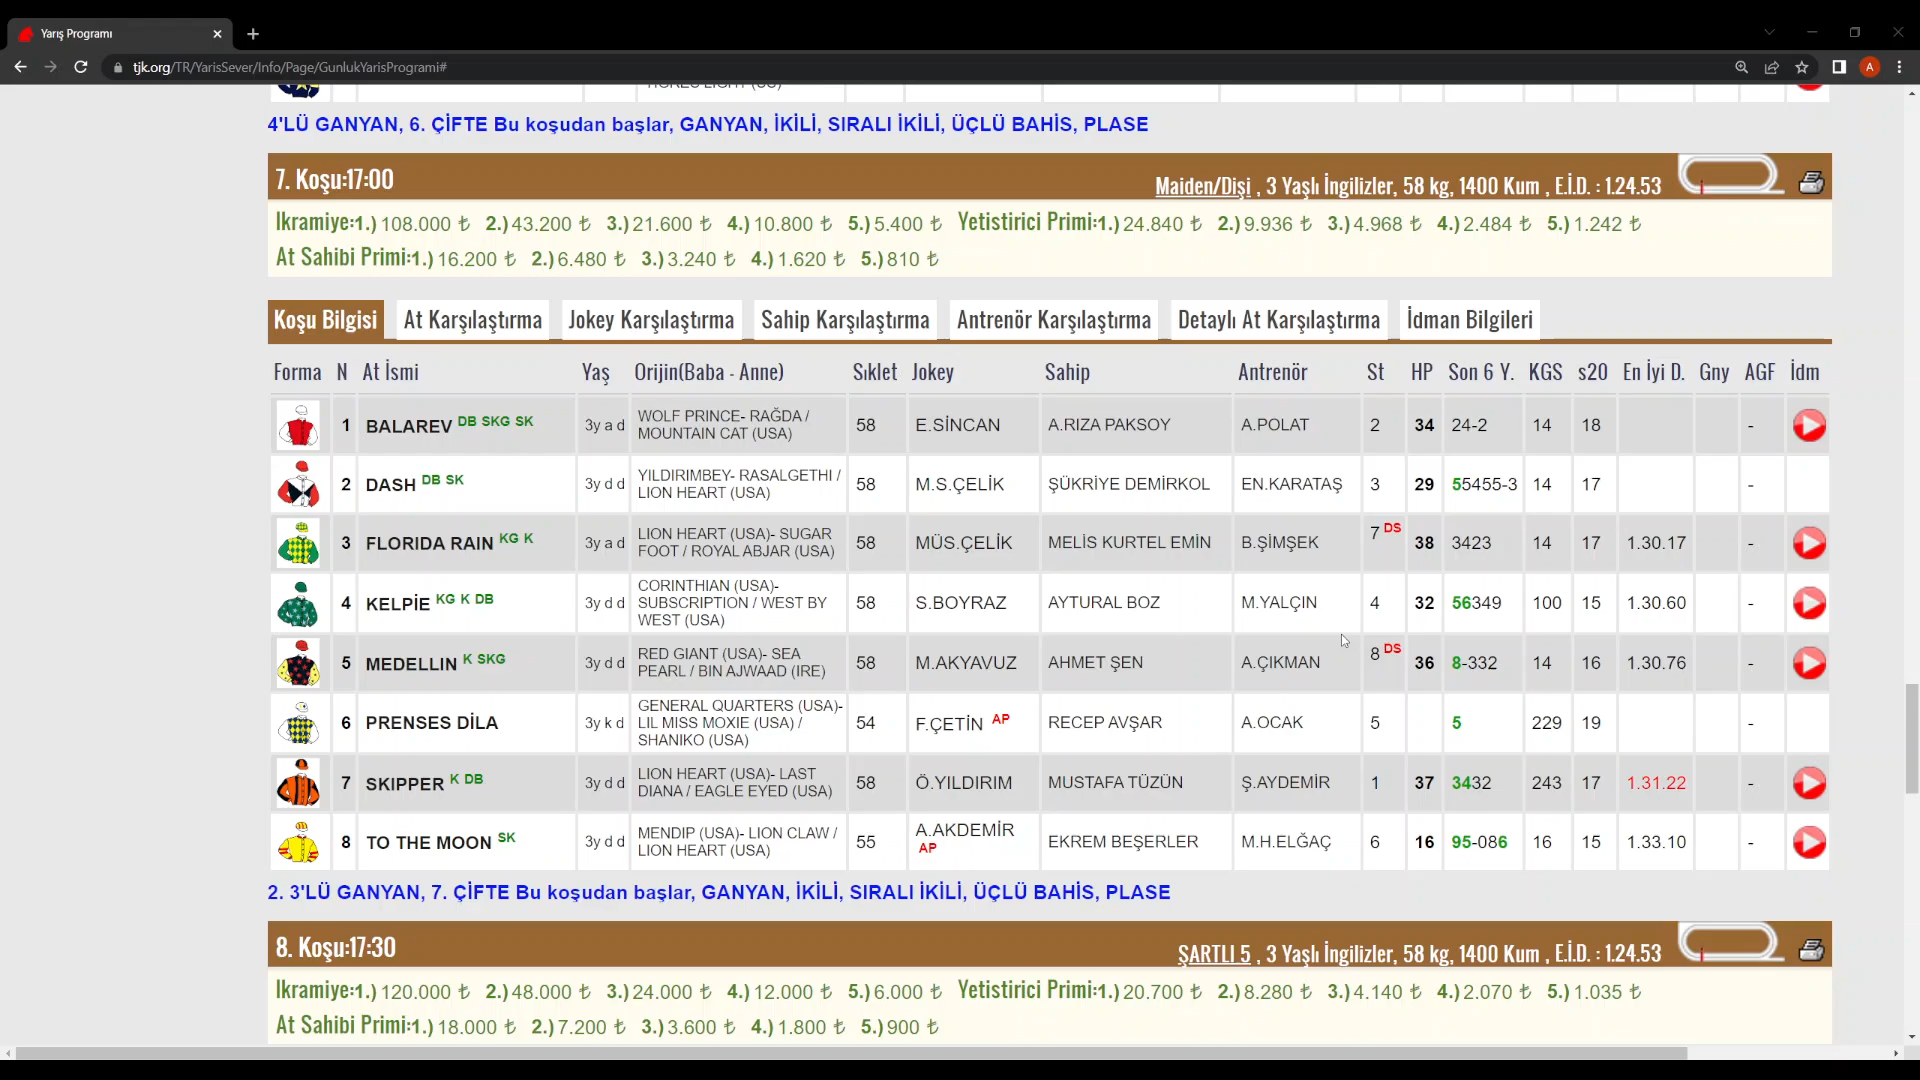 Yarış Programı
tjk.org/TR/YarisSever/Info/Page/GunlukYarisProgrami#
A
4'LÜ GANYAN, 6. ÇİFTE Bu koşudan başlar, GANYAN, İKİLİ, SIRALI İKİLİ, ÜÇLÜ BAHİS, PLASE
7. Koşu:17:00
Maiden/Dişi , 3 Yaşlı İngilizler, 58 kg, 1400 Kum , E.İ.D. : 1.24.53
Ikramiye:1.) 108.000 ₺ 2.) 43.200 ₺ 3.) 21.600 ₺ 4.) 10.800 ₺ 5.) 5.400 ₺ Yetistirici Primi:1.) 24.840 ₺ 2.) 9.936 ₺ 3.) 4.968 ₺ 4.) 2.484 ₺ 5.) 1.242 ₺
At Sahibi Primi:1.) 16.200 ₺ 2.) 6.480 ₺ 3.) 3.240 ₺ 4.) 1.620 ₺ 5.) 810 ₺
Koşu Bilgisi At Karşılaştırma Jokey Karşılaştırma Sahip Karşılaştırma Antrenör Karşılaştırma Detaylı At Karşılaştırma İdman Bilgileri
Forma N At İsmi Yaş Orijin(Baba - Anne) Sıklet Jokey Sahip Antrenör St HP Son 6 Y. KGS s20 En İyi D. Gny AGF İdm
1 BALAREV DB SKG SK 3y a d WOLF PRINCE- RAĞDA / MOUNTAIN CAT (USA) 58 E.SİNCAN A.RIZA PAKSOY A.POLAT 2 34 24-2 14 18 -
2 DASH DB SK 3y d d YILDIRIMBEY- RASALGETHI / LION HEART (USA) 58 M.S.ÇELİK ŞÜKRİYE DEMİRKOL EN.KARATAŞ 3 29 55455-3 14 17 -
3 FLORIDA RAIN KG K 3y a d LION HEART (USA)- SUGAR FOOT / ROYAL ABJAR (USA) 58 MÜS.ÇELİK MELİS KURTEL EMİN B.ŞİMŞEK 7 DS 38 3423 14 17 1.30.17 -
4 KELPİE KG K DB 3y d d CORINTHIAN (USA)- SUBSCRIPTION / WEST BY WEST (USA) 58 S.BOYRAZ AYTURAL BOZ M.YALÇIN 4 32 56349 100 15 1.30.60 -
5 MEDELLIN K SKG 3y d d RED GIANT (USA)- SEA PEARL / BIN AJWAAD (IRE) 58 M.AKYAVUZ AHMET ŞEN A.ÇIKMAN 8 DS 36 8-332 14 16 1.30.76 -
6 PRENSES DİLA 3y k d GENERAL QUARTERS (USA)- LIL MISS MOXIE (USA) / SHANIKO (USA) 54 F.ÇETİN AP RECEP AVŞAR A.OCAK 5 5 229 19 -
7 SKIPPER K DB 3y d d LION HEART (USA)- LAST DIANA / EAGLE EYED (USA) 58 Ö.YILDIRIM MUSTAFA TÜZÜN Ş.AYDEMİR 1 37 3432 243 17 1.31.22 -
8 TO THE MOON SK 3y d d MENDIP (USA)- LION CLAW / LION HEART (USA) 55 A.AKDEMİR AP EKREM BEŞERLER M.H.ELĞAÇ 6 16 95-086 16 15 1.33.10 -
2. 3'LÜ GANYAN, 7. ÇİFTE Bu koşudan başlar, GANYAN, İKİLİ, SIRALI İKİLİ, ÜÇLÜ BAHİS, PLASE
8. Koşu:17:30
ŞARTLI 5 , 3 Yaşlı İngilizler, 58 kg, 1400 Kum , E.İ.D. : 1.24.53
Ikramiye:1.) 120.000 ₺ 2.) 48.000 ₺ 3.) 24.000 ₺ 4.) 12.000 ₺ 5.) 6.000 ₺ Yetistirici Primi:1.) 20.700 ₺ 2.) 8.280 ₺ 3.) 4.140 ₺ 4.) 2.070 ₺ 5.) 1.035 ₺
At Sahibi Primi:1.) 18.000 ₺ 2.) 7.200 ₺ 3.) 3.600 ₺ 4.) 1.800 ₺ 5.) 900 ₺